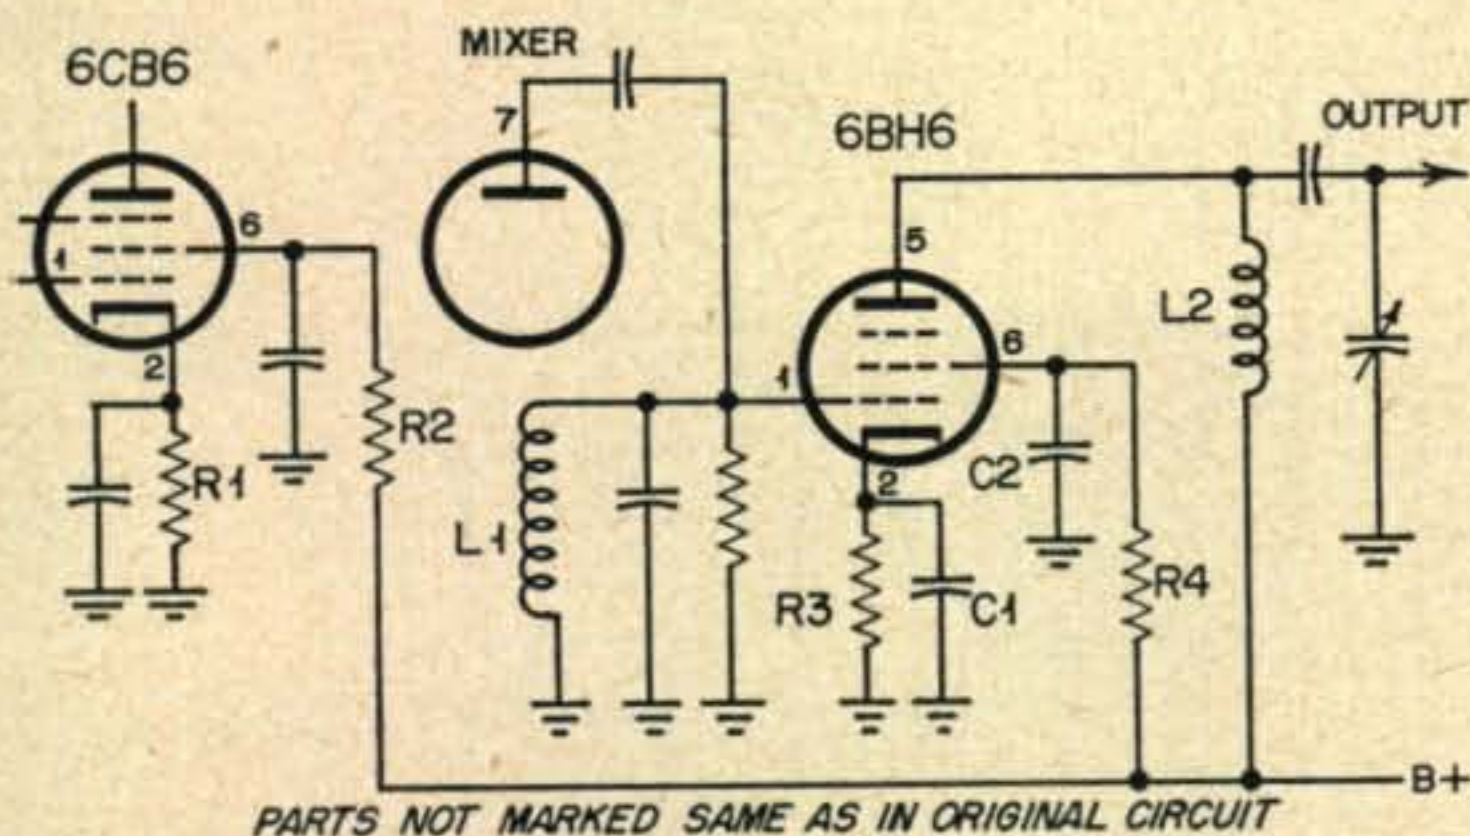 6CB6
MIXER
7
6BH6
OUTPUT
6
1
2
R1
R2
5
L2
6
1
L1
2
C2
R3
C1
R4
B+
PARTS NOT MARKED SAME AS IN ORIGINAL CIRCUIT